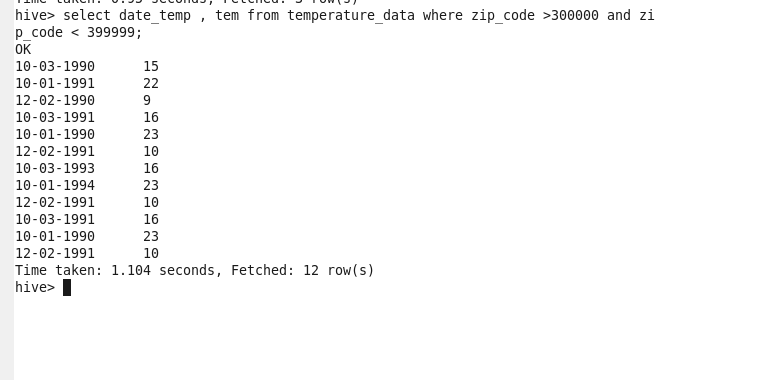 Time taken: 0.95 seconds, Fetched: 3 row(s)
hive> select date_temp , tem from temperature_data where zip_code >300000 and zi
p_code < 399999;
OK
10-03-1990      15
10-01-1991      22
12-02-1990      9
10-03-1991      16
10-01-1990      23
12-02-1991      10
10-03-1993      16
10-01-1994      23
12-02-1991      10
10-03-1991      16
10-01-1990      23
12-02-1991      10
Time taken: 1.104 seconds, Fetched: 12 row(s)
hive>